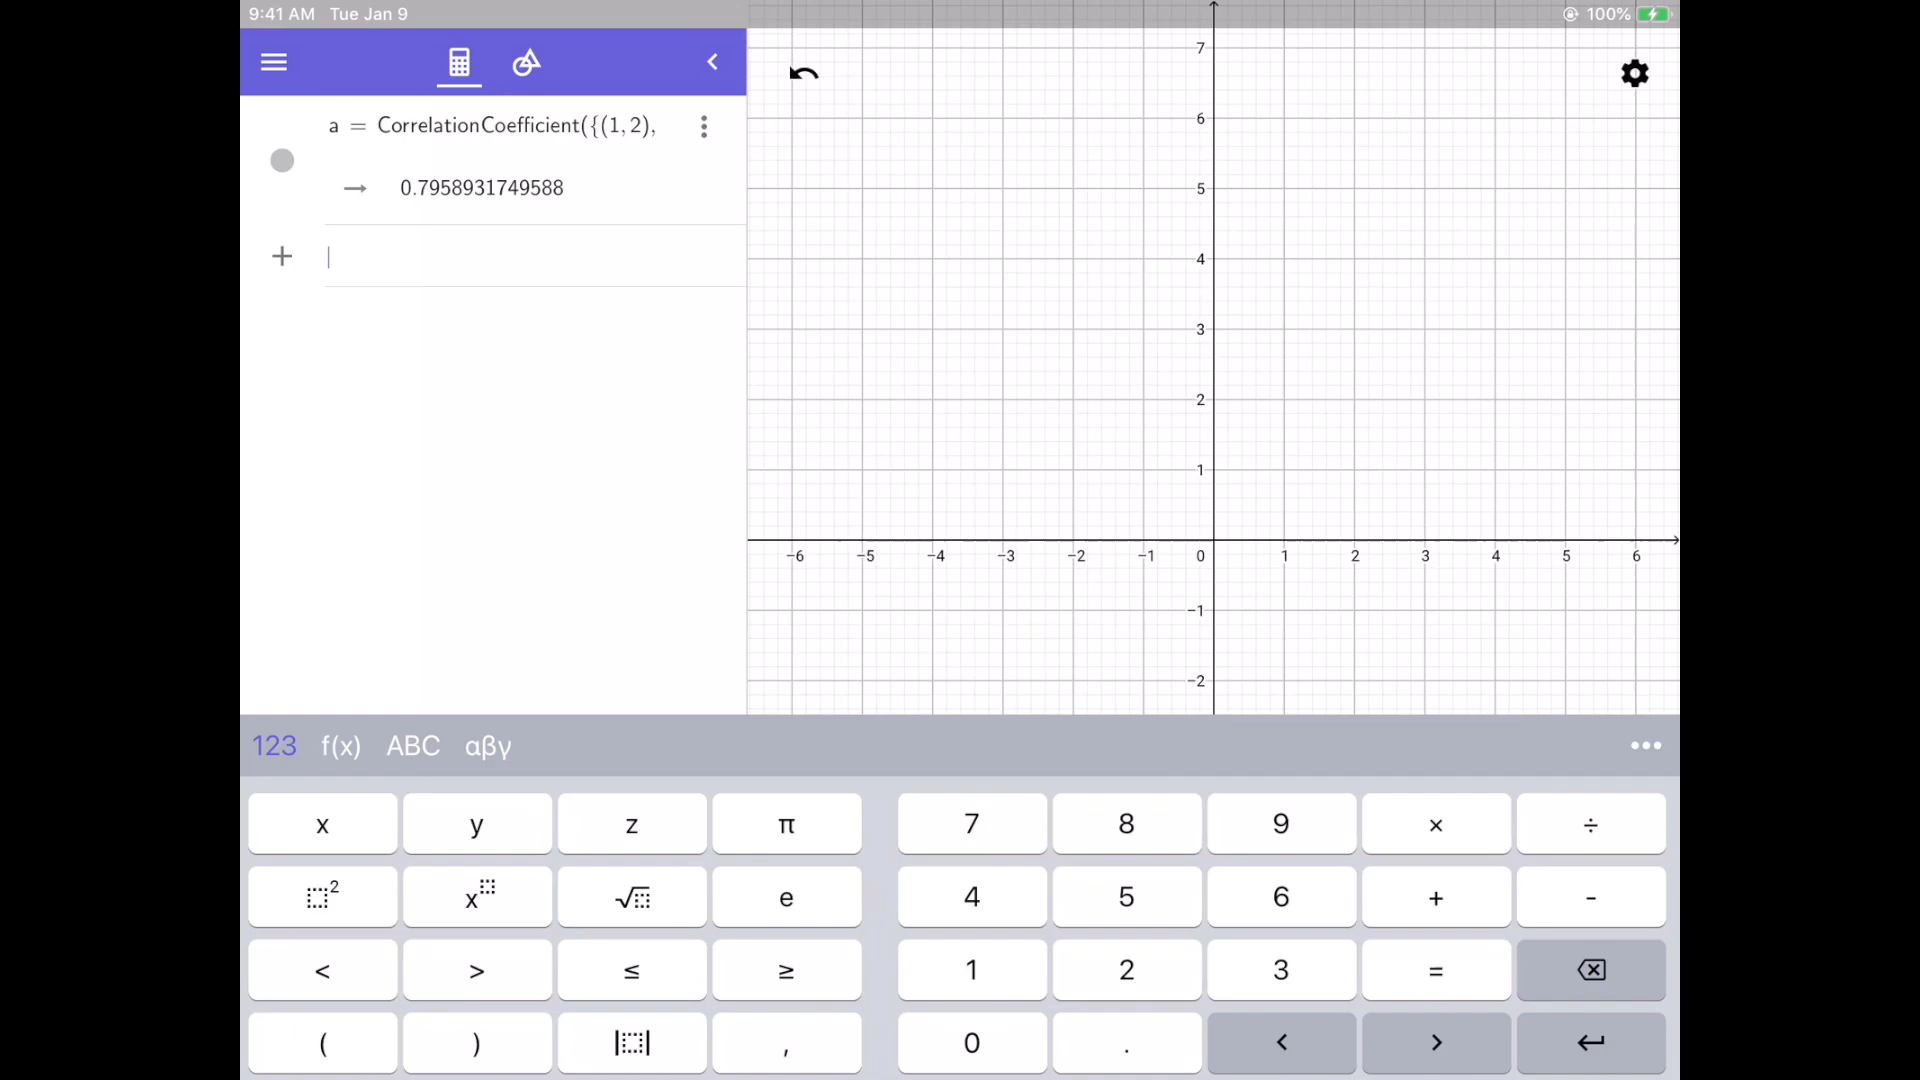 9:41 AM Tue Jan 9
100%
a = CorrelationCoefficient({(1, 2),
→ 0.7958931749588
+
7
6
5
4
3
2
1
−6 −5 −4 −3 −2 −1 0 1 2 3 4 5 6
−1
−2
123 f(x) ABC αβγ
x y z π 7 8 9 × ÷
⬚² x⬚ √⬚ e 4 5 6 + -
< > ≤ ≥ 1 2 3 =
( ) |⬚| , 0 . < >